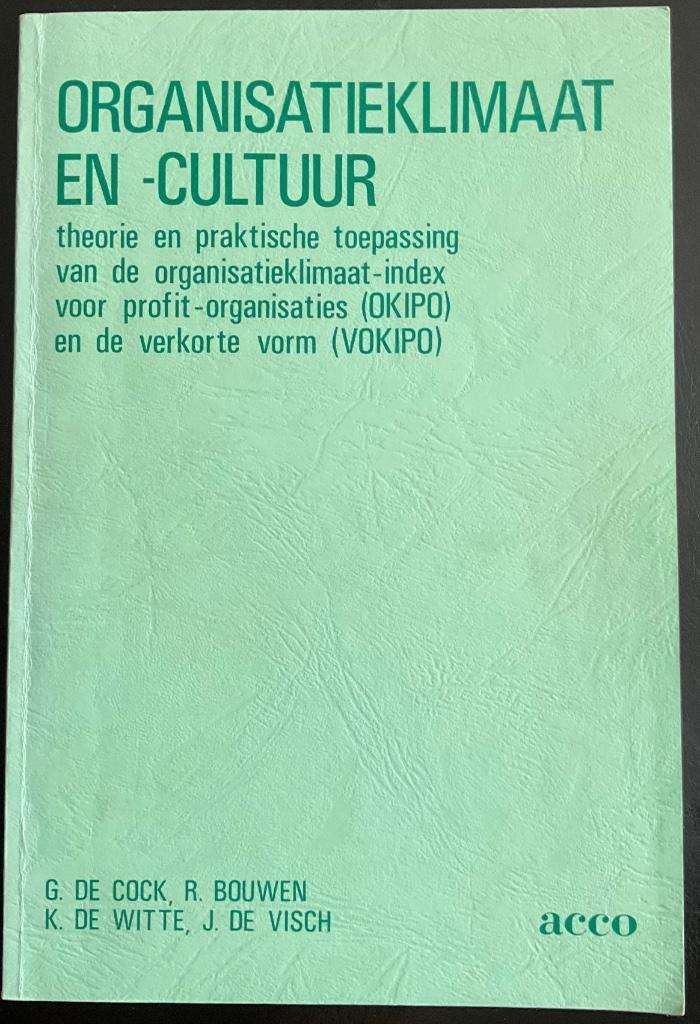 ORGANISATIEKLIMAAT
EN -CULTUUR
theorie en praktische toepassing
van de organisatieklimaat-index
voor profit-organisaties (OKIPO)
en de verkorte vorm (VOKIPO)
G. DE COCK, R. BOUWEN
K. DE WITTE, J. DE VISCH
acco